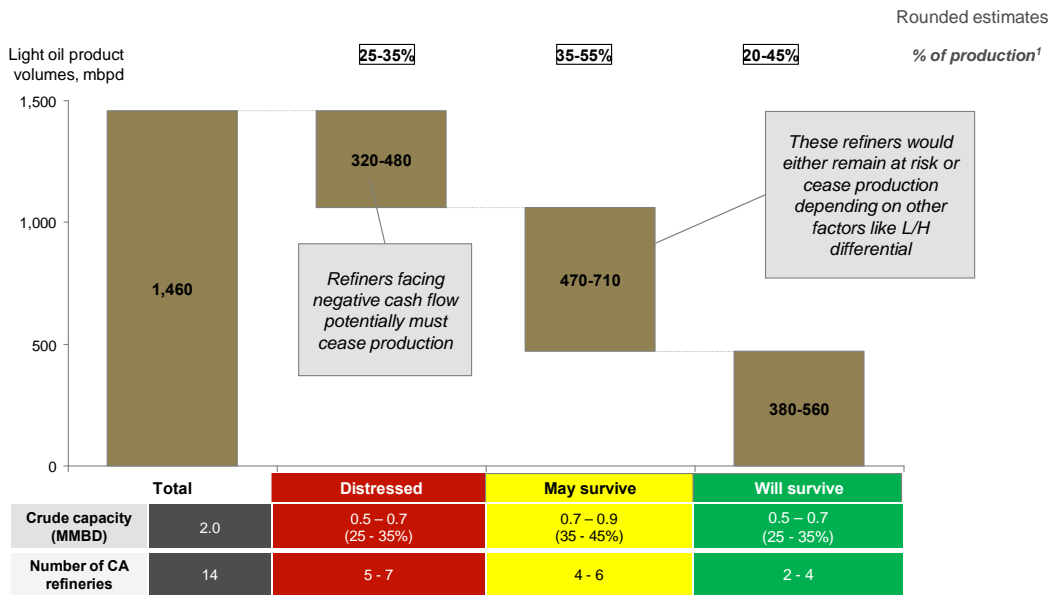 Rounded estimates
Light oil product
volumes, mbpd
25-35%
35-55%
20-45%
% of production1
1,500
1,000
500
0
1,460
320-480
470-710
380-560
Refiners facing
negative cash flow
potentially must
cease production
These refiners would
either remain at risk or
cease production
depending on other
factors like L/H
differential
Total
Distressed
May survive
Will survive
Crude capacity
(MMBD)
2.0
0.5 – 0.7
(25 - 35%)
0.7 – 0.9
(35 - 45%)
0.5 – 0.7
(25 - 35%)
Number of CA
refineries
14
5 - 7
4 - 6
2 - 4